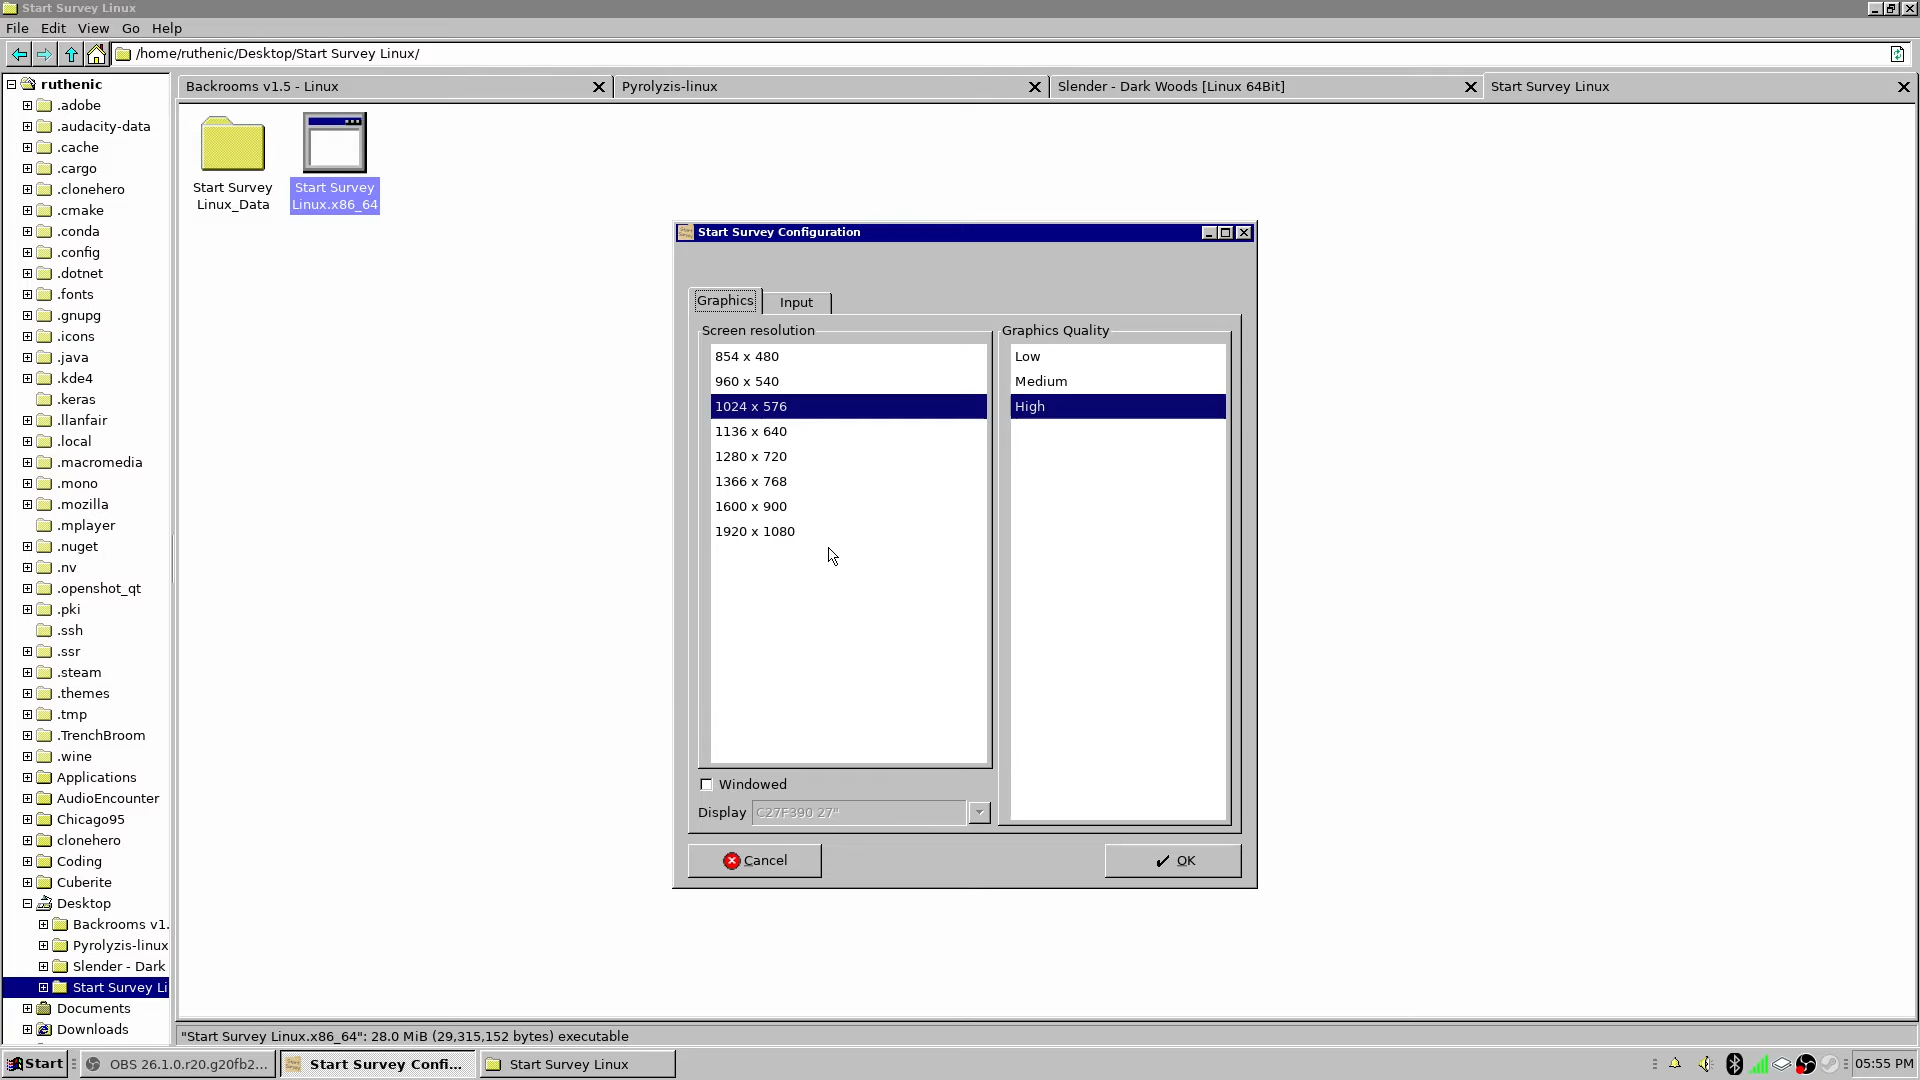 Start Survey Linux
File Edit View Go Help
/home/ruthenic/Desktop/Start Survey Linux/
ruthenic
.adobe
.audacity-data
.cache
.cargo
.clonehero
.cmake
.conda
.config
.dotnet
.fonts
.gnupg
.icons
.java
.kde4
.keras
.llanfair
.local
.macromedia
.mono
.mozilla
.mplayer
.nuget
.nv
.openshot_qt
.pki
.ssh
.ssr
.steam
.themes
.tmp
.TrenchBroom
.wine
Applications
AudioEncounter
Chicago95
clonehero
Coding
Cuberite
Desktop
Backrooms v1.
Pyrolyzis-linux
Slender - Dark
Start Survey Li
Documents
Downloads
Backrooms v1.5 - Linux
Pyrolyzis-linux
Slender - Dark Woods [Linux 64Bit]
Start Survey Linux
Start Survey
Linux_Data
Start Survey
Linux.x86_64
Start Survey Configuration
Graphics
Input
Screen resolution
854 x 480
960 x 540
1024 x 576
1136 x 640
1280 x 720
1366 x 768
1600 x 900
1920 x 1080
Graphics Quality
Low
Medium
High
Windowed
Display C27F390 27"
Cancel
OK
"Start Survey Linux.x86_64": 28.0 MiB (29,315,152 bytes) executable
Start
OBS 26.1.0.r20.g20fb2...
Start Survey Confi...
Start Survey Linux
05:55 PM